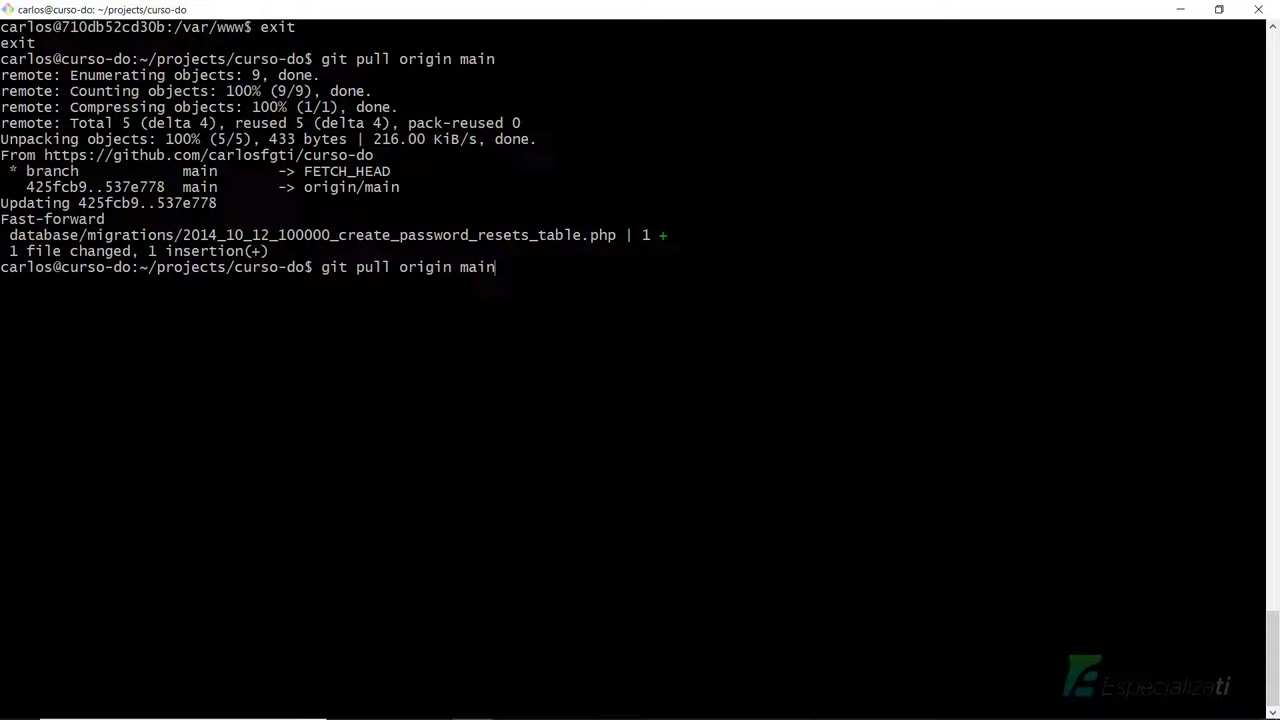 carlos@curso-do: ~/projects/curso-do
carlos@710db52cd30b:/var/www$ exit
exit
carlos@curso-do:~/projects/curso-do$ git pull origin main
remote: Enumerating objects: 9, done.
remote: Counting objects: 100% (9/9), done.
remote: Compressing objects: 100% (1/1), done.
remote: Total 5 (delta 4), reused 5 (delta 4), pack-reused 0
Unpacking objects: 100% (5/5), 433 bytes | 216.00 KiB/s, done.
From https://github.com/carlosfgti/curso-do
 * branch            main       -> FETCH_HEAD
   425fcb9..537e778  main       -> origin/main
Updating 425fcb9..537e778
Fast-forward
 database/migrations/2014_10_12_100000_create_password_resets_table.php | 1 +
 1 file changed, 1 insertion(+)
carlos@curso-do:~/projects/curso-do$ git pull origin main
Especializati